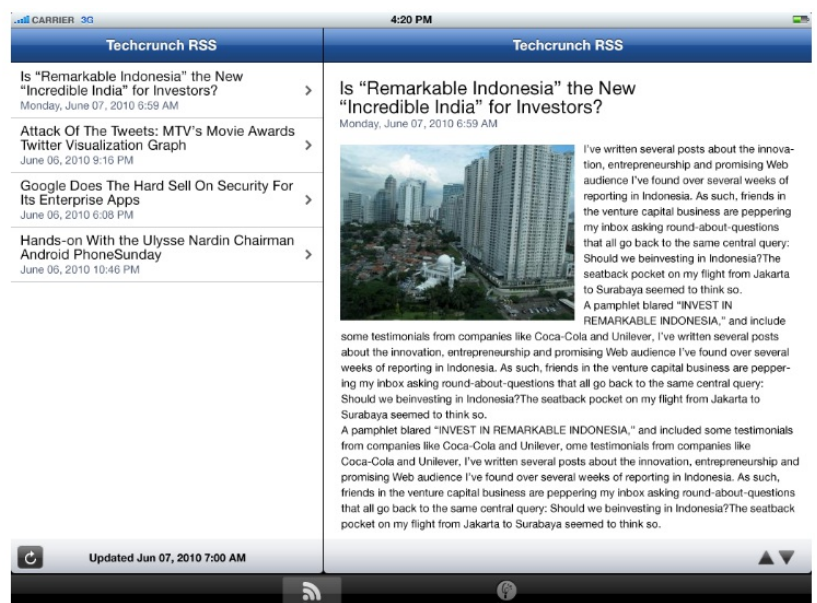 CARRIER 3G
4:20 PM
Techcrunch RSS
Is “Remarkable Indonesia” the New
“Incredible India” for Investors?
Monday, June 07, 2010 6:59 AM
Attack Of The Tweets: MTV’s Movie Awards
Twitter Visualization Graph
June 06, 2010 9:16 PM
Google Does The Hard Sell On Security For
Its Enterprise Apps
June 06, 2010 6:08 PM
Hands-on With the Ulysse Nardin Chairman
Android PhoneSunday
June 06, 2010 10:46 PM
Updated Jun 07, 2010 7:00 AM
Techcrunch RSS
Is “Remarkable Indonesia” the New
“Incredible India” for Investors?
Monday, June 07, 2010 6:59 AM
I’ve written several posts about the innova-
tion, entrepreneurship and promising Web
audience I’ve found over several weeks of
reporting in Indonesia. As such, friends in
the venture capital business are peppering
my inbox asking round-about-questions
that all go back to the same central query:
Should we beinvesting in Indonesia?The
seatback pocket on my flight from Jakarta
to Surabaya seemed to think so.
A pamphlet blared “INVEST IN
REMARKABLE INDONESIA,” and include
some testimonials from companies like Coca-Cola and Unilever, I’ve written several posts
about the innovation, entrepreneurship and promising Web audience I’ve found over several
weeks of reporting in Indonesia. As such, friends in the venture capital business are pepper-
ing my inbox asking round-about-questions that all go back to the same central query:
Should we beinvesting in Indonesia?The seatback pocket on my flight from Jakarta to
Surabaya seemed to think so.
A pamphlet blared “INVEST IN REMARKABLE INDONESIA,” and included some testimonials
from companies like Coca-Cola and Unilever, ome testimonials from companies like
Coca-Cola and Unilever, I’ve written several posts about the innovation, entrepreneurship and
promising Web audience I’ve found over several weeks of reporting in Indonesia. As such,
friends in the venture capital business are peppering my inbox asking round-about-questions
that all go back to the same central query: Should we beinvesting in Indonesia?The seatback
pocket on my flight from Jakarta to Surabaya seemed to think so.